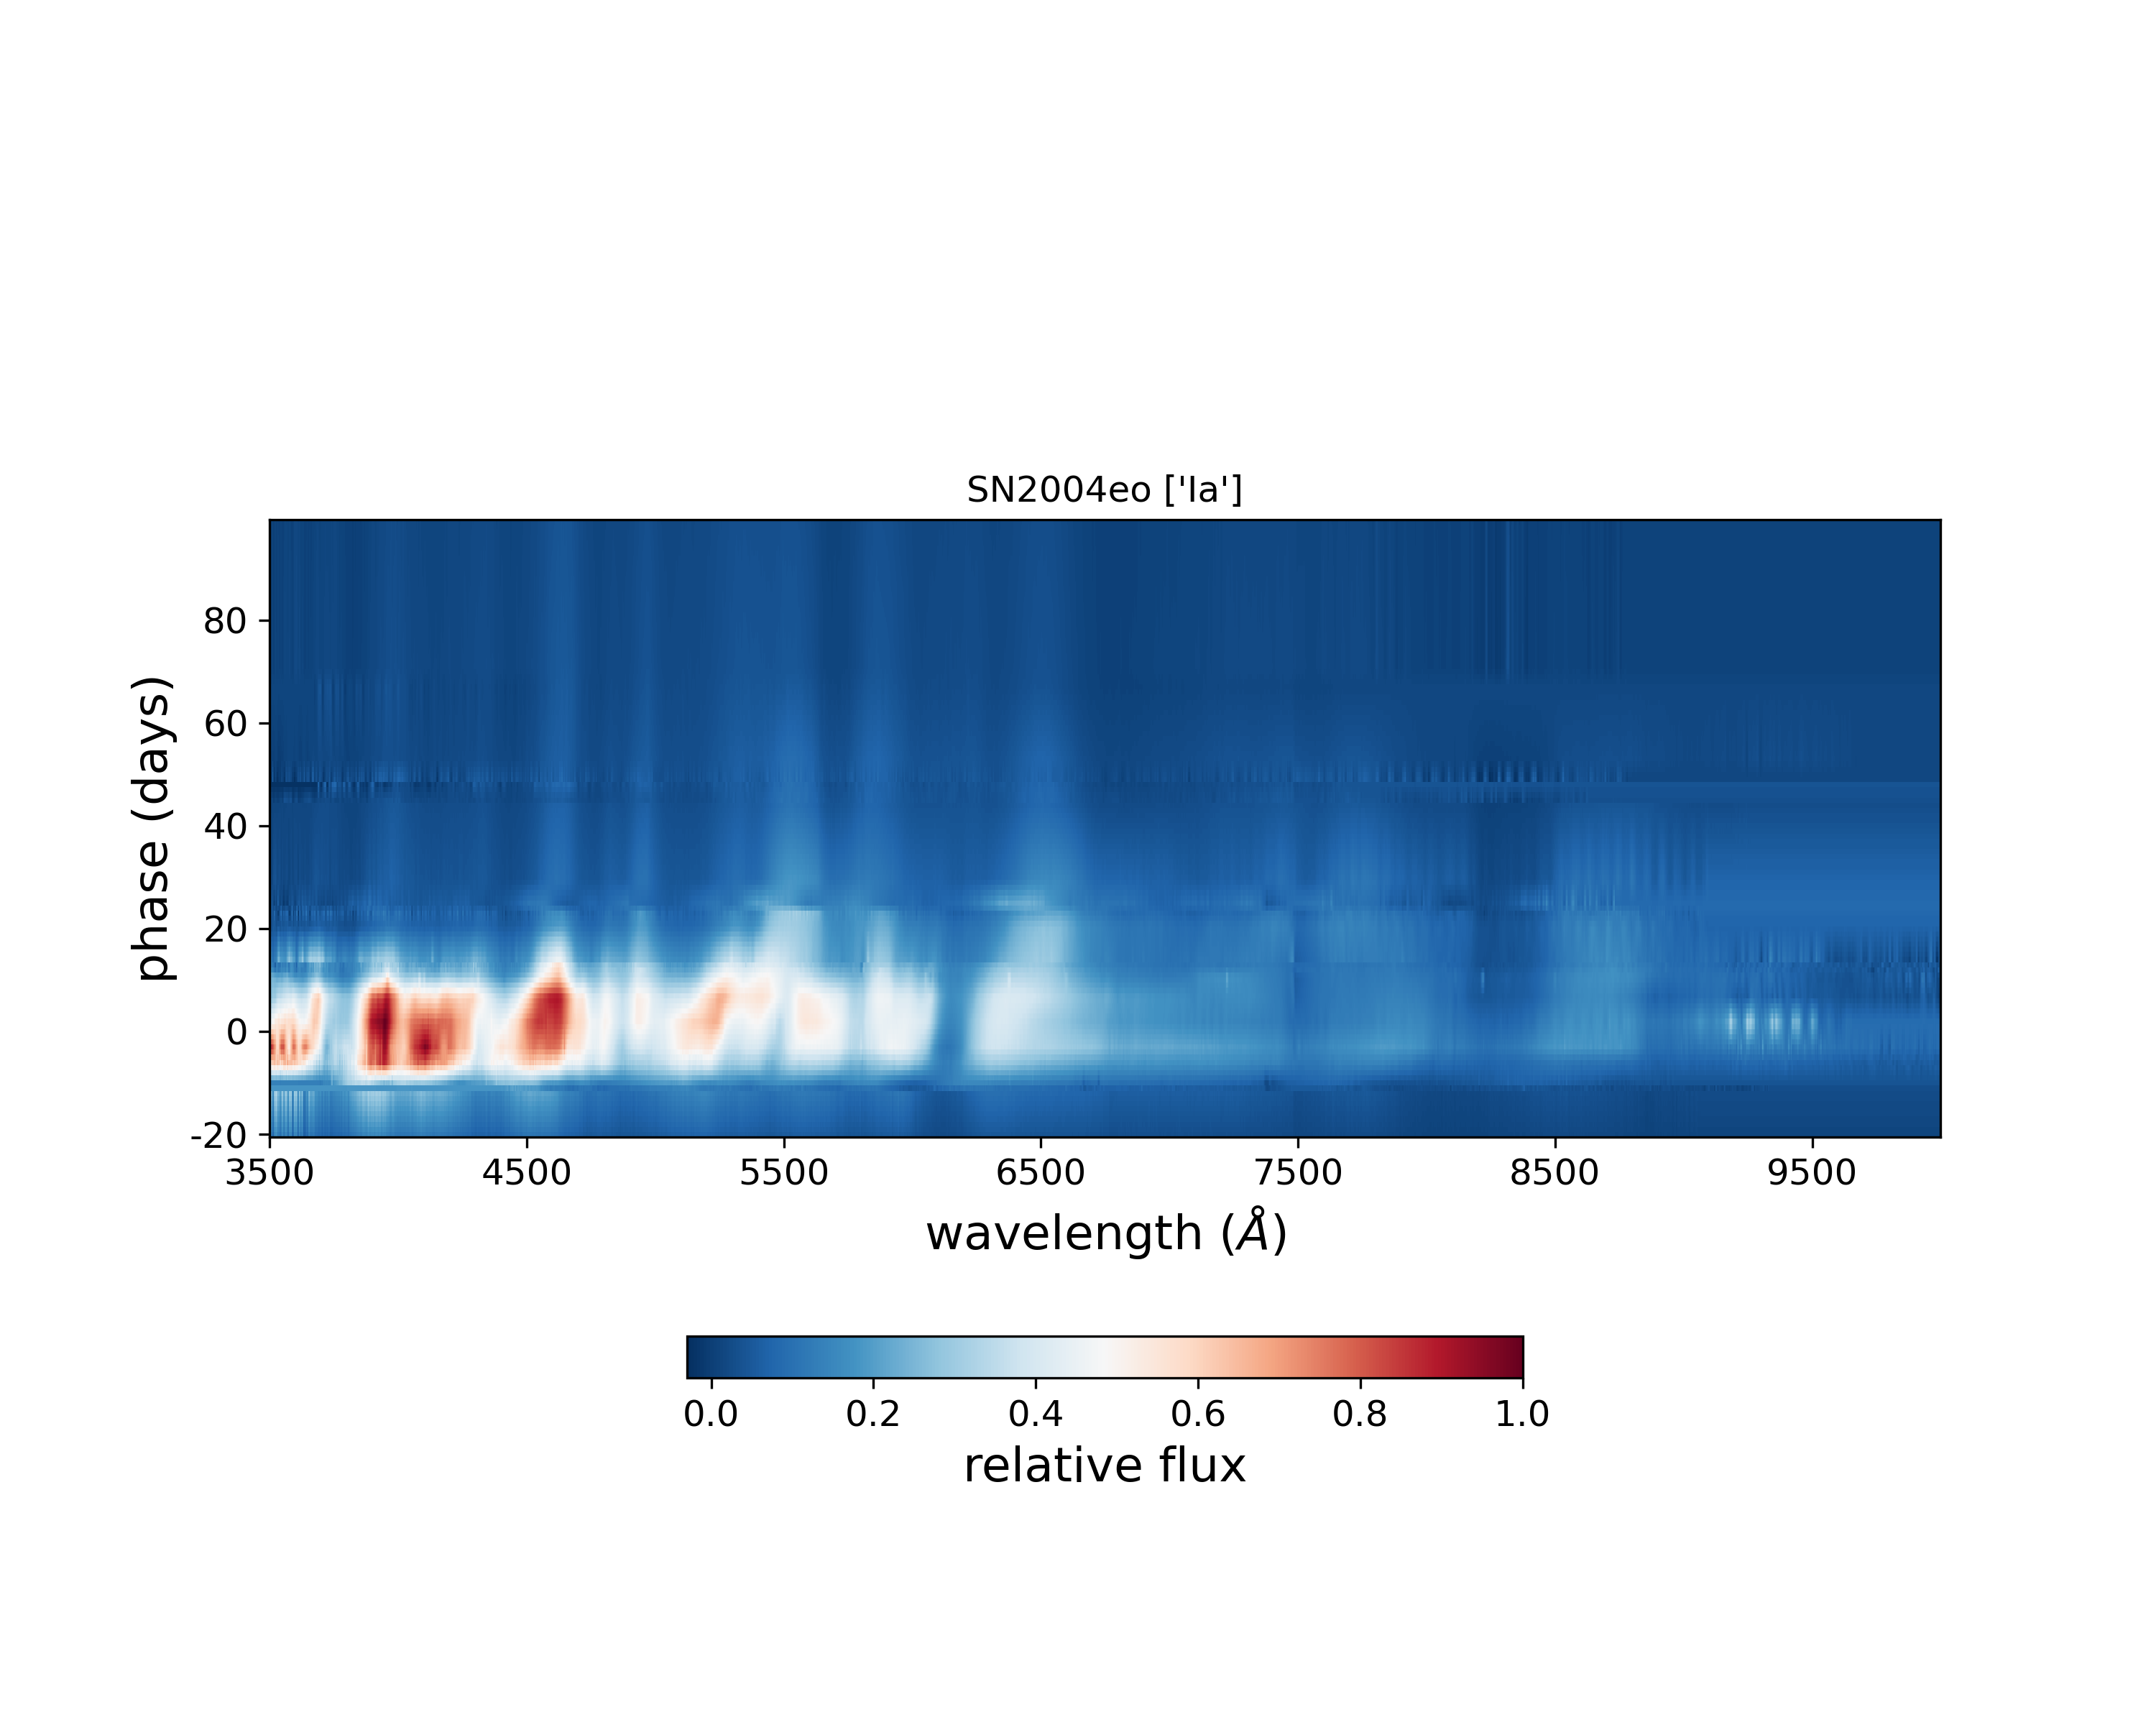 SN2004eo ['Ia']
80
60
40
20
0
-20
phase (days)
3500 4500 5500 6500 7500 8500 9500
wavelength (Å)
0.0 0.2 0.4 0.6 0.8 1.0
relative flux